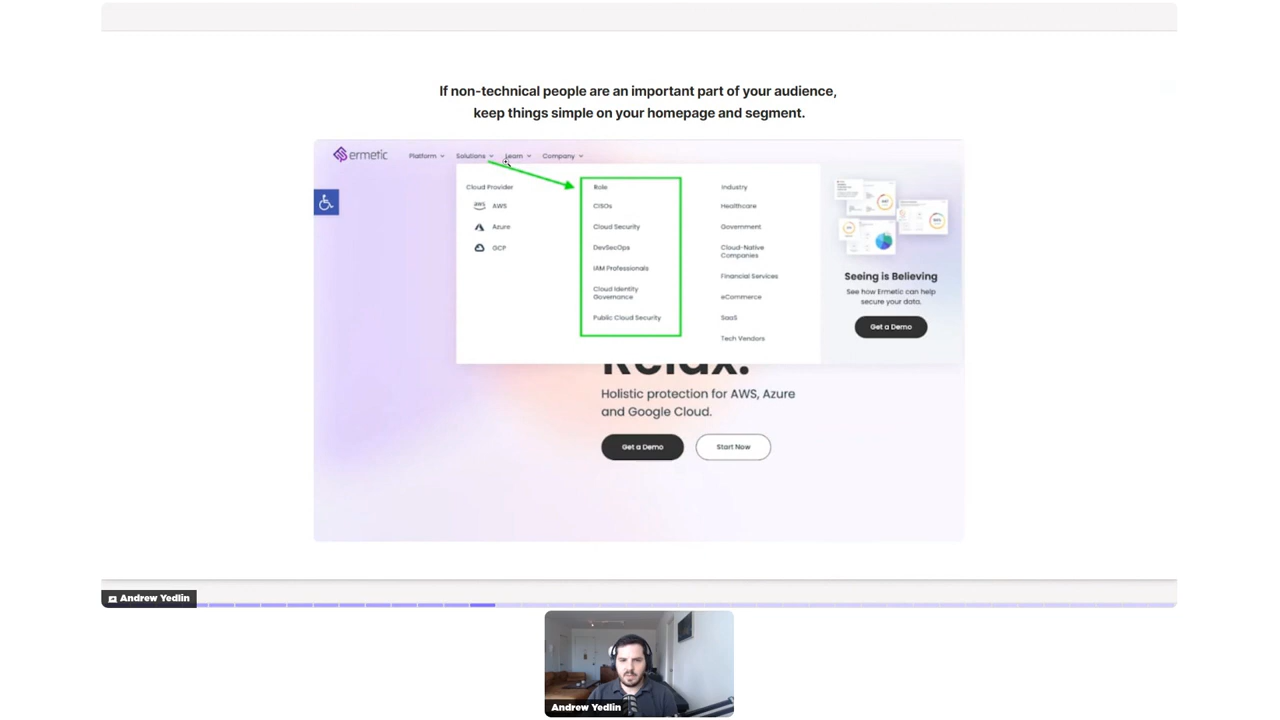 If non-technical people are an important part of your audience,
keep things simple on your homepage and segment.
ermetic
Platform
Solutions
Learn
Company
Cloud Provider
aws AWS
Azure
GCP
Role
CISOs
Cloud Security
DevSecOps
IAM Professionals
Cloud Identity
Governance
Public Cloud Security
Industry
Healthcare
Government
Cloud-Native
Companies
Financial Services
eCommerce
SaaS
Tech Vendors
Seeing is Believing
See how Ermetic can help
secure your data.
Get a Demo
Relax.
Holistic protection for AWS, Azure
and Google Cloud.
Get a Demo
Start Now
Andrew Yedlin
Andrew Yedlin